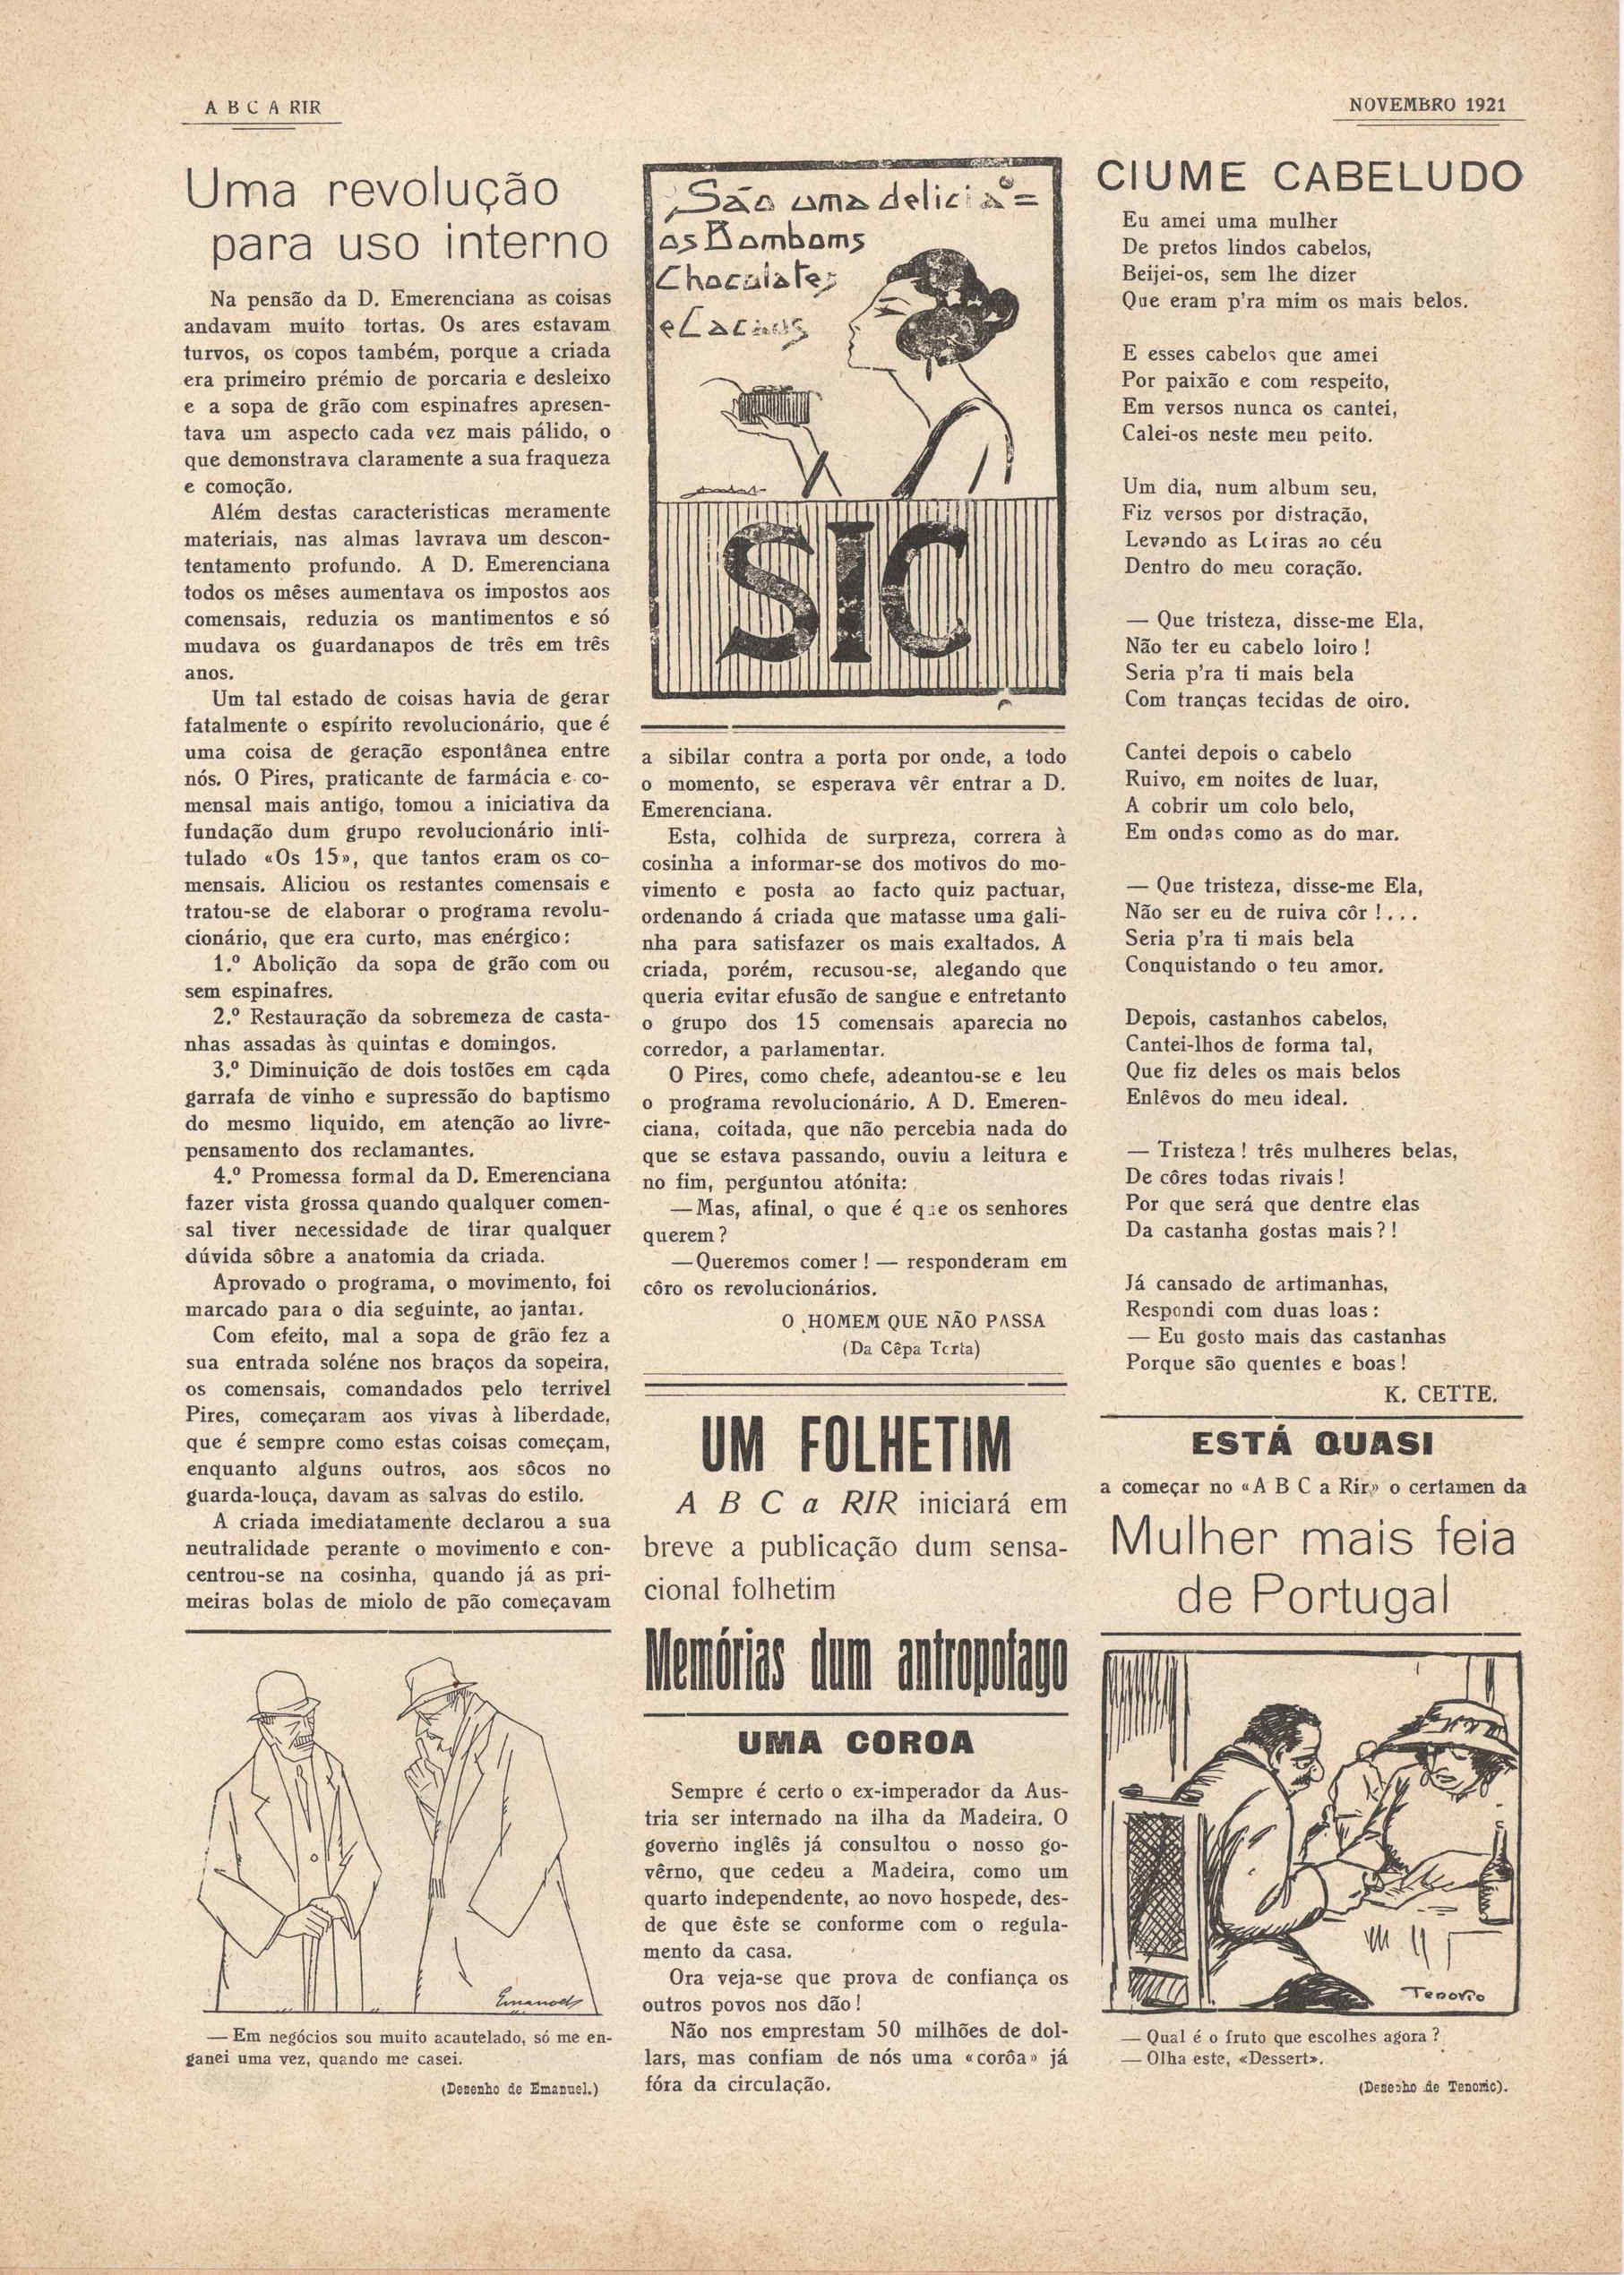 A B C A RIR
NOVEMBRO 1921
Uma revolução
para uso interno
Na pensão da D. Emerenciana as coisas
andavam muito tortas. Os ares estavam
turvos, os copos também, porque a criada
era primeiro prémio de porcaria e desleixo
e a sopa de grão com espinafres apresen-
tava um aspecto cada vez mais pálido, o
que demonstrava claramente a sua fraqueza
e comoção.
Além destas caracteristicas meramente
materiais, nas almas lavrava um descon-
tentamento profundo. A D. Emerenciana
todos os mêses aumentava os impostos aos
comensais, reduzia os mantimentos e só
mudava os guardanapos de três em três
anos.
Um tal estado de coisas havia de gerar
fatalmente o espírito revolucionário, que é
uma coisa de geração espontânea entre
nós. O Pires, praticante de farmácia e co-
mensal mais antigo, tomou a iniciativa da
fundação dum grupo revolucionário inti-
tulado «Os 15», que tantos eram os co-
mensais. Aliciou os restantes comensais e
tratou-se de elaborar o programa revolu-
cionário, que era curto, mas enérgico:
1.º Abolição da sopa de grão com ou
sem espinafres.
2.º Restauração da sobremeza de casta-
nhas assadas às quintas e domingos.
3.º Diminuição de dois tostões em cada
garrafa de vinho e supressão do baptismo
do mesmo liquido, em atenção ao livre-
pensamento dos reclamantes.
4.º Promessa formal da D. Emerenciana
fazer vista grossa quando qualquer comen-
sal tiver necessidade de tirar qualquer
dúvida sôbre a anatomia da criada.
Aprovado o programa, o movimento, foi
marcado para o dia seguinte, ao jantar.
Com efeito, mal a sopa de grão fez a
sua entrada soléne nos braços da sopeira,
os comensais, comandados pelo terrivel
Pires, começaram aos vivas à liberdade,
que é sempre como estas coisas começam,
enquanto alguns outros, aos sôcos no
guarda-louça, davam as salvas do estilo.
A criada imediatamente declarou a sua
neutralidade perante o movimento e con-
centrou-se na cosinha, quando já as pri-
meiras bolas de miolo de pão começavam
Emanuel
— Em negócios sou muito acautelado, só me en-
ganei uma vez, quando me casei.
(Desenho de Emanuel.)
São uma delicia =
os Bombons
Chocolates
e Cacaus
SIC
a sibilar contra a porta por onde, a todo
o momento, se esperava vêr entrar a D.
Emerenciana.
Esta, colhida de surpreza, correra à
cosinha a informar-se dos motivos do mo-
vimento e posta ao facto quiz pactuar,
ordenando á criada que matasse uma gali-
nha para satisfazer os mais exaltados. A
criada, porém, recusou-se, alegando que
queria evitar efusão de sangue e entretanto
o grupo dos 15 comensais aparecia no
corredor, a parlamentar.
O Pires, como chefe, adeantou-se e leu
o programa revolucionário. A D. Emeren-
ciana, coitada, que não percebia nada do
que se estava passando, ouviu a leitura e
no fim, perguntou atónita:
—Mas, afinal, o que é que os senhores
querem?
—Queremos comer! — responderam em
côro os revolucionários.
O HOMEM QUE NÃO PASSA
(Da Cêpa Torta)
UM FOLHETIM
A B C a RIR iniciará em
breve a publicação dum sensa-
cional folhetim
Memórias dum antropofago
UMA COROA
Sempre é certo o ex-imperador da Aus-
tria ser internado na ilha da Madeira. O
governo inglês já consultou o nosso go-
vêrno, que cedeu a Madeira, como um
quarto independente, ao novo hospede, des-
de que êste se conforme com o regula-
mento da casa.
Ora veja-se que prova de confiança os
outros povos nos dão!
Não nos emprestam 50 milhões de dol-
lars, mas confiam de nós uma «corôa» já
fóra da circulação.
CIUME CABELUDO
Eu amei uma mulher
De pretos lindos cabelos,
Beijei-os, sem lhe dizer
Que eram p'ra mim os mais belos.
E esses cabelos que amei
Por paixão e com respeito,
Em versos nunca os cantei,
Calei-os neste meu peito.
Um dia, num album seu,
Fiz versos por distração,
Levando as Loiras ao céu
Dentro do meu coração.
— Que tristeza, disse-me Ela,
Não ter eu cabelo loiro!
Seria p'ra ti mais bela
Com tranças tecidas de oiro.
Cantei depois o cabelo
Ruivo, em noites de luar,
A cobrir um colo belo,
Em ondas como as do mar.
— Que tristeza, disse-me Ela,
Não ser eu de ruiva côr!...
Seria p'ra ti mais bela
Conquistando o teu amor.
Depois, castanhos cabelos,
Cantei-lhos de forma tal,
Que fiz deles os mais belos
Enlêvos do meu ideal.
— Tristeza! três mulheres belas,
De côres todas rivais!
Por que será que dentre elas
Da castanha gostas mais?!
Já cansado de artimanhas,
Respondi com duas loas:
— Eu gosto mais das castanhas
Porque são quentes e boas!
K. CETTE.
ESTÁ QUASI
a começar no «A B C a Rir» o certamen da
Mulher mais feia
de Portugal
Tenorio
— Qual é o fruto que escolhes agora?
— Olha este, «Dessert».
(Desenho de Tenorio).